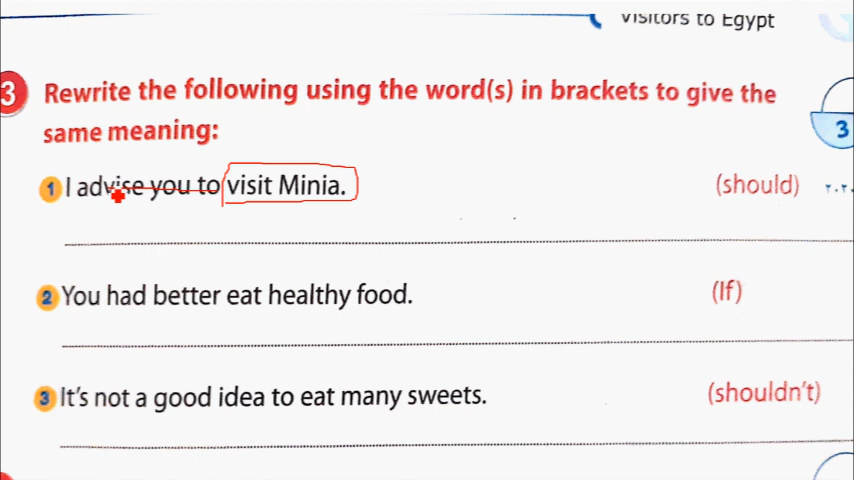 Visitors to Egypt
3 Rewrite the following using the word(s) in brackets to give the
same meaning:
3
1 I advise you to visit Minia. (should)
٢٠٢٠
2 You had better eat healthy food. (If)
3 It's not a good idea to eat many sweets. (shouldn't)